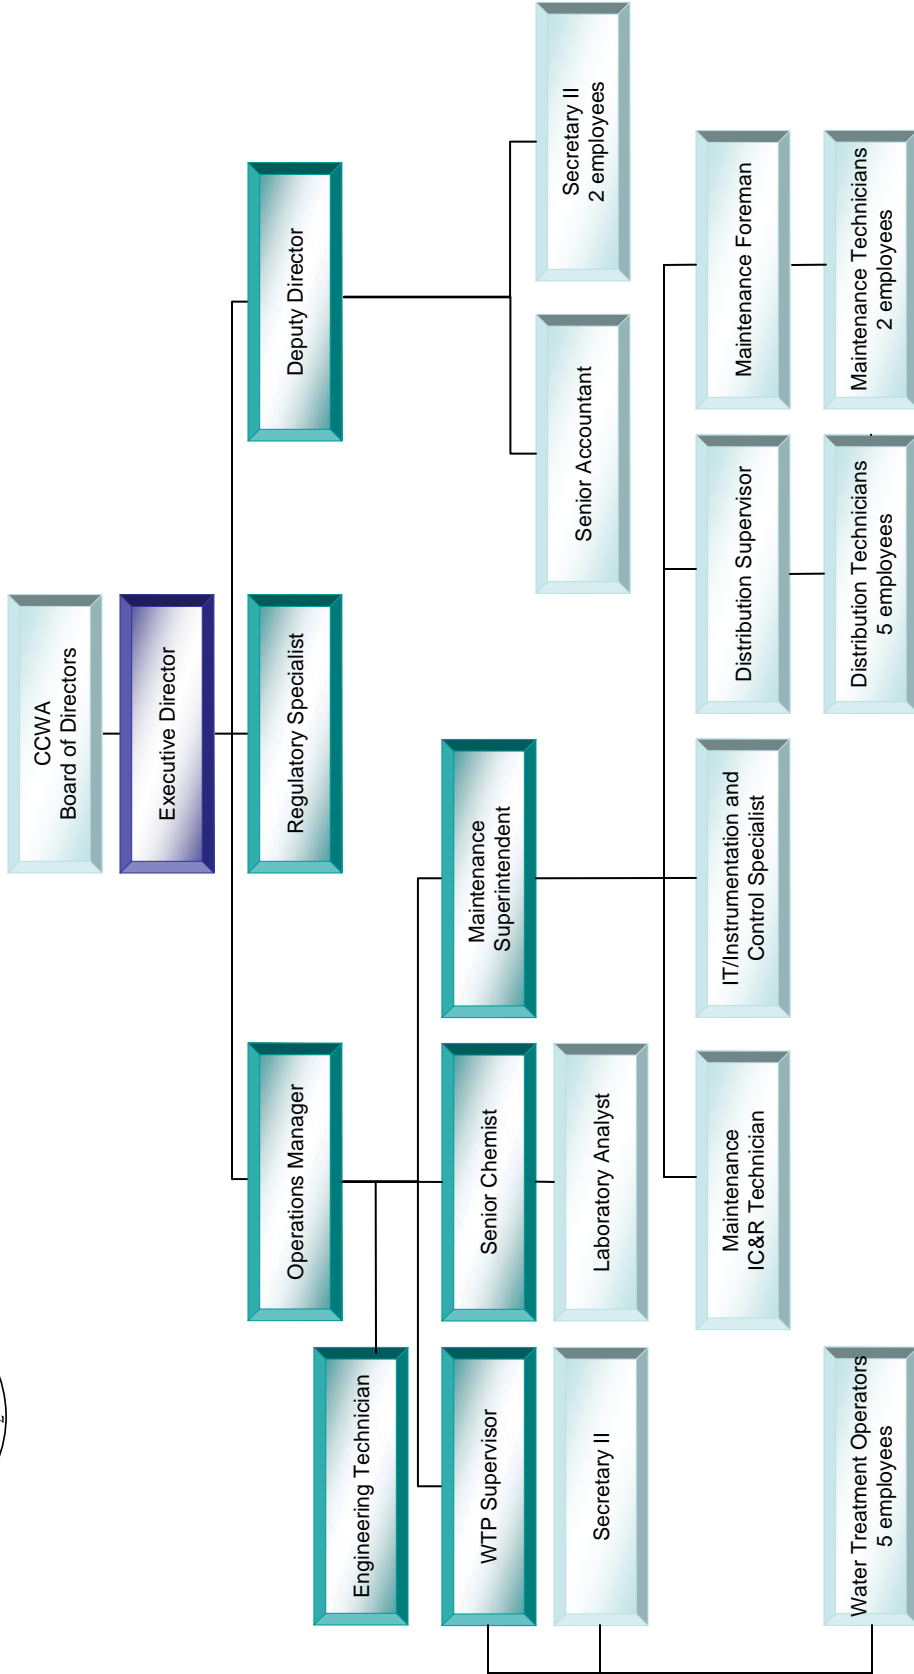 CCWA
Board of Directors
Executive Director
Operations Manager
Regulatory Specialist
Deputy Director
Engineering Technician
WTP Supervisor
Senior Chemist
Maintenance
Superintendent
Secretary II
Laboratory Analyst
Senior Accountant
Secretary II
2 employees
Maintenance
IC&R Technician
IT/Instrumentation and
Control Specialist
Distribution Supervisor
Maintenance Foreman
Water Treatment Operators
5 employees
Distribution Technicians
5 employees
Maintenance Technicians
2 employees